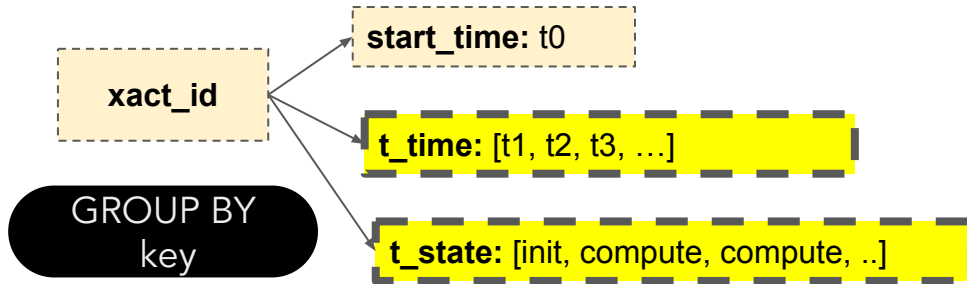 start_time: t0
xact_id
t_time: [t1, t2, t3, …]
GROUP BY
key
t_state: [init, compute, compute, ..]